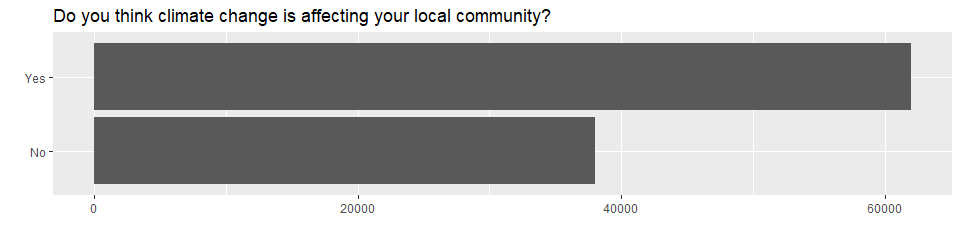 Do you think climate change is affecting your local community?
Yes
No
0 20000 40000 60000